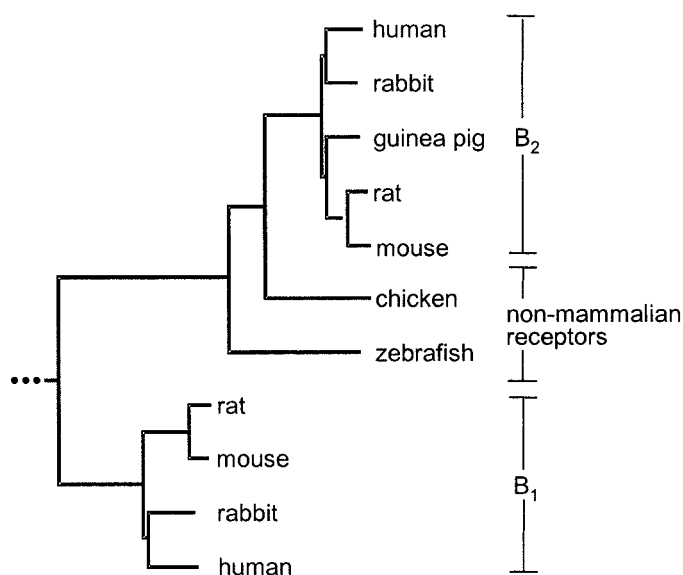 human
rabbit
guinea pig
rat
mouse
B2
chicken
zebrafish
non-mammalian
receptors
rat
mouse
rabbit
human
B1